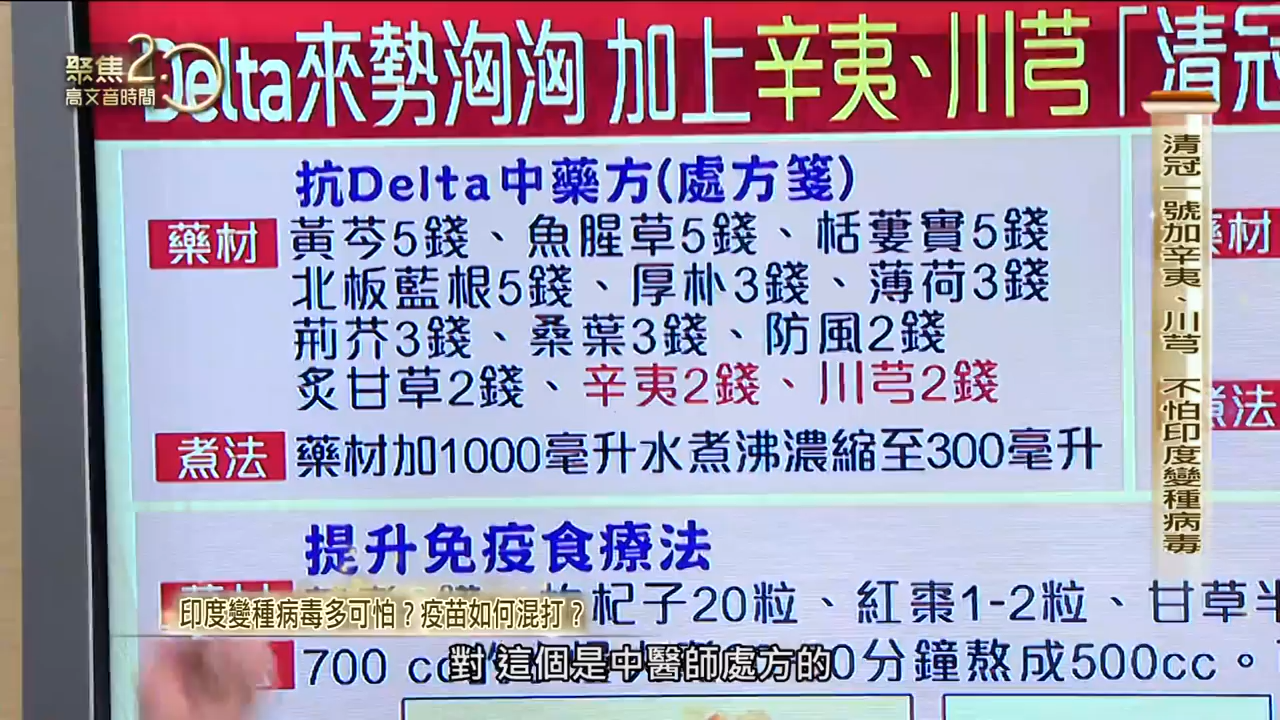 聚焦2.0
高文音時間
Delta來勢洶洶 加上辛夷、川芎「清冠
抗Delta中藥方(處方箋)
藥材 黃芩5錢、魚腥草5錢、栝蔞實5錢
北板藍根5錢、厚朴3錢、薄荷3錢
荊芥3錢、桑葉3錢、防風2錢
炙甘草2錢、辛夷2錢、川芎2錢
煮法 藥材加1000毫升水煮沸濃縮至300毫升
提升免疫食療法
枸杞子20粒、紅棗1-2粒、甘草半
700 cc
0分鐘熬成500cc。
藥材
煮法
清冠一號加辛夷、川芎 不怕印度變種病毒
印度變種病毒多可怕？疫苗如何混打？
對 這個是中醫師處方的